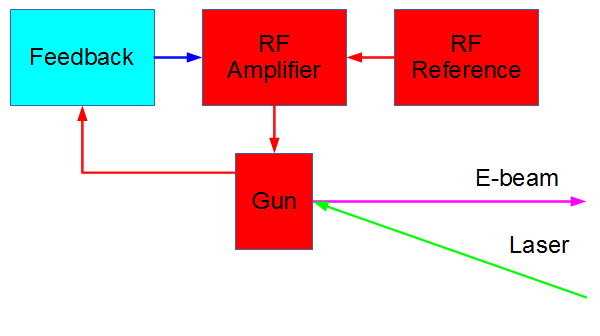 Feedback
RF
Amplifier
RF
Reference
Gun
E-beam
Laser